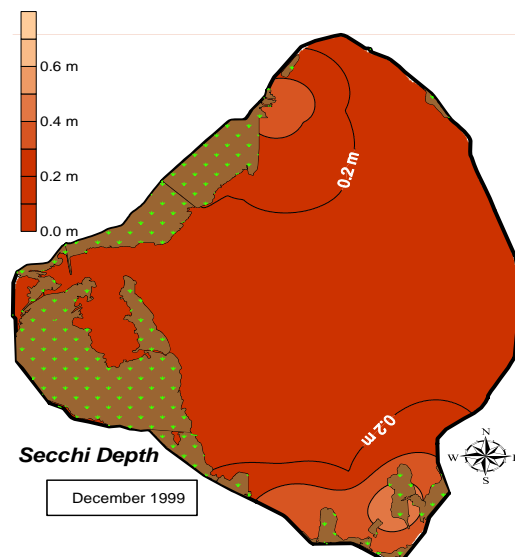 0.6 m
0.4 m
0.2 m
0.0 m
0.2 m
0.2 m
Secchi Depth
December 1999
N
W E
S